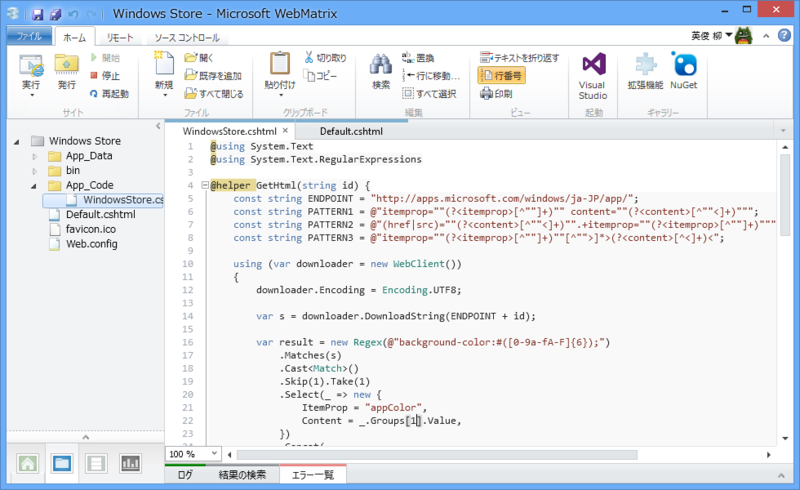 Windows Store - Microsoft WebMatrix
ファイル ホーム リモート ソース コントロール 英俊 柳
実行
発行
開始
停止
再起動
サイト
新規
開く
既存を追加
すべて閉じる
ファイル
貼り付け
切り取り
コピー
クリップボード
検索
置換
行に移動...
すべて選択
編集
テキストを折り返す
行番号
印刷
ビュー
Visual
Studio
起動
拡張機能
NuGet
ギャラリー
Windows Store
App_Data
bin
App_Code
WindowsStore.cs
Default.cshtml
favicon.ico
Web.config
WindowsStore.cshtml Default.cshtml
1 @using System.Text
2 @using System.Text.RegularExpressions
3
4 @helper GetHtml(string id) {
5 const string ENDPOINT = "http://apps.microsoft.com/windows/ja-JP/app/";
6 const string PATTERN1 = @"itemprop=""(?<itemprop>[^""]+)"" content=""(?<content>[^""<]+)""";
7 const string PATTERN2 = @"(href|src)=""(?<content>[^""<]+)"".+itemprop=""(?<itemprop>[^""]+)"""
8 const string PATTERN3 = @"itemprop=""(?<itemprop>[^""]+)""[^"">]*>(?<content>[^<]+)<";
9
10 using (var downloader = new WebClient())
11 {
12 downloader.Encoding = Encoding.UTF8;
13
14 var s = downloader.DownloadString(ENDPOINT + id);
15
16 var result = new Regex(@"background-color:#([0-9a-fA-F]{6});")
17 .Matches(s)
18 .Cast<Match>()
19 .Skip(1).Take(1)
20 .Select(_ => new {
21 ItemProp = "appColor",
22 Content = _.Groups[1].Value,
23 })
24 .Concat(
100 %
ログ 結果の検索 エラー一覧